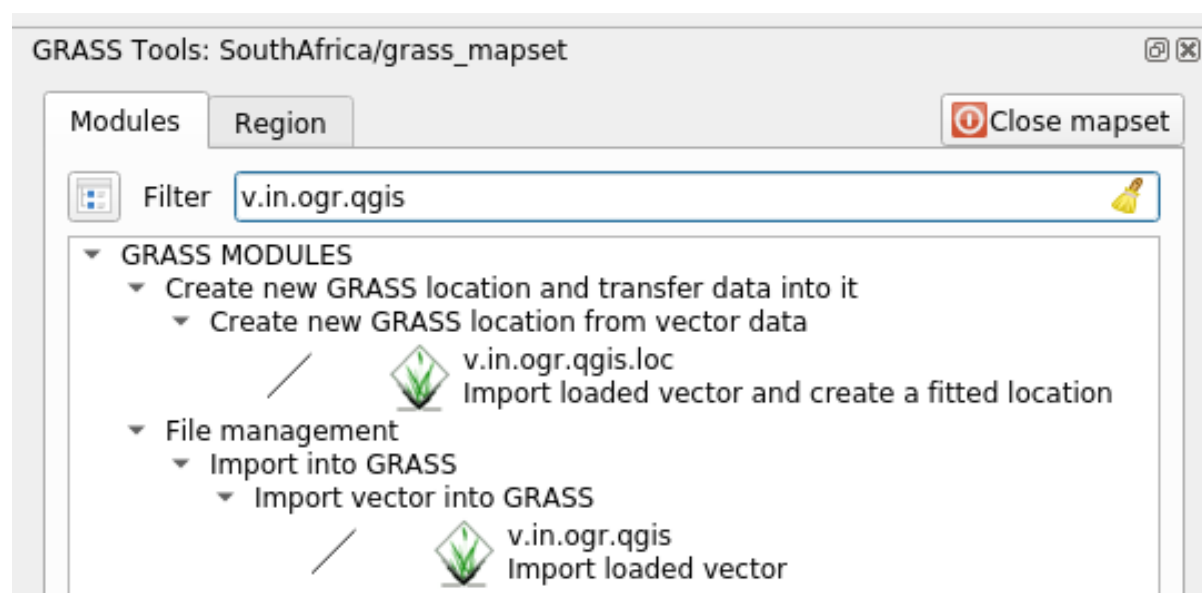 GRASS Tools: SouthAfrica/grass_mapset
Modules
Region
Close mapset
Filter
v.in.ogr.qgis
GRASS MODULES
Create new GRASS location and transfer data into it
Create new GRASS location from vector data
v.in.ogr.qgis.loc
Import loaded vector and create a fitted location
File management
Import into GRASS
Import vector into GRASS
v.in.ogr.qgis
Import loaded vector